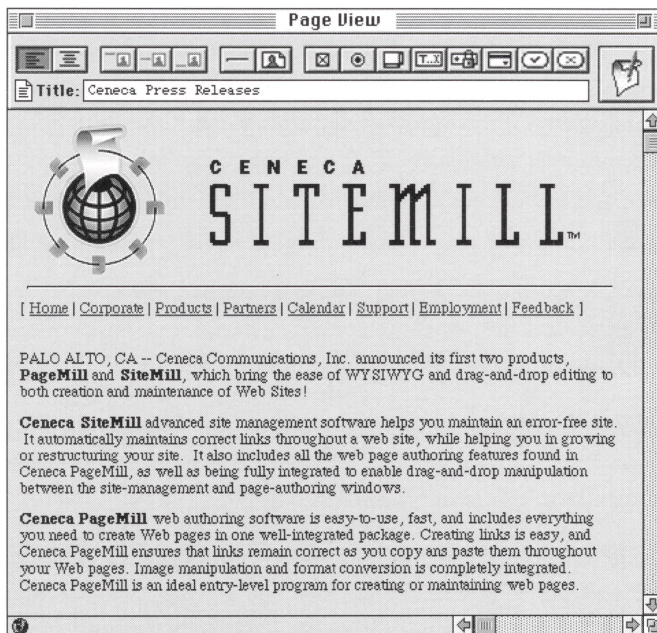 Page View
T...X
Title: Ceneca Press Releases
CENECA
SITEMILL™
[ Home | Corporate | Products | Partners | Calendar | Support | Employment | Feedback ]
PALO ALTO, CA -- Ceneca Communications, Inc. announced its first two products,
PageMill and SiteMill, which bring the ease of WYSIWYG and drag-and-drop editing to
both creation and maintenance of Web Sites!
Ceneca SiteMill advanced site management software helps you maintain an error-free site.
It automatically maintains correct links throughout a web site, while helping you in growing
or restructuring your site. It also includes all the web page authoring features found in
Ceneca PageMill, as well as being fully integrated to enable drag-and-drop manipulation
between the site-management and page-authoring windows.
Ceneca PageMill web authoring software is easy-to-use, fast, and includes everything
you need to create Web pages in one well-integrated package. Creating links is easy, and
Ceneca PageMill ensures that links remain correct as you copy ans paste them throughout
your Web pages. Image manipulation and format conversion is completely integrated.
Ceneca PageMill is an ideal entry-level program for creating or maintaining web pages.